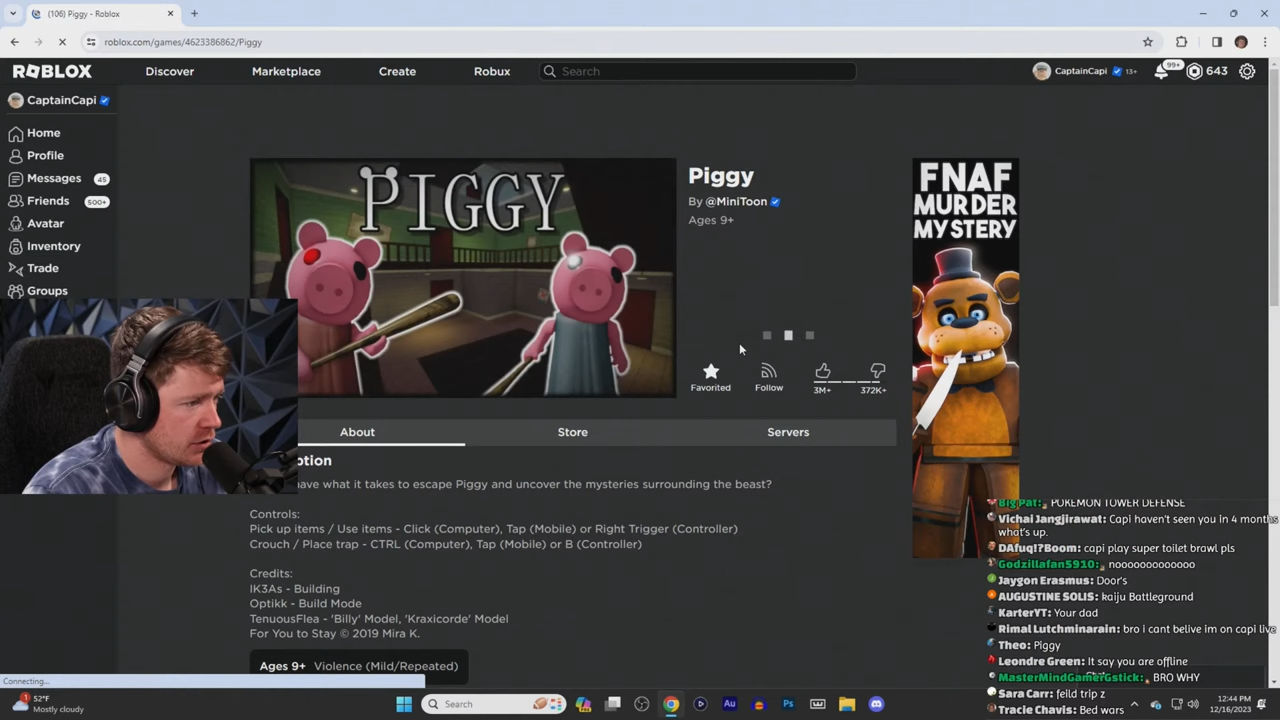 (106) Piggy - Roblox
roblox.com/games/4623386862/Piggy
ROBLOX
Discover
Marketplace
Create
Robux
Search
CaptainCapi
13+
99+
643
CaptainCapi
Home
Profile
Messages 45
Friends 500+
Avatar
Inventory
Trade
Groups
PIGGY
Piggy
By @MiniToon
Ages 9+
Favorited
Follow
3M+
372K+
FNAF
MURDER
MYSTERY
About
Store
Servers
ption
have what it takes to escape Piggy and uncover the mysteries surrounding the beast?
Controls:
Pick up items / Use items - Click (Computer), Tap (Mobile) or Right Trigger (Controller)
Crouch / Place trap - CTRL (Computer), Tap (Mobile) or B (Controller)
Credits:
IK3As - Building
Optikk - Build Mode
TenuousFlea - 'Billy' Model, 'Kraxicorde' Model
For You to Stay © 2019 Mira K.
Ages 9+ Violence (Mild/Repeated)
Big Pat: POKEMON TOWER DEFENSE
Vichai Jangjirawat: Capi haven't seen you in 4 months
what's up.
DAfuq!?Boom: capi play super toilet brawl pls
Godzillafan5910: nooooooooooooo
Jaygon Erasmus: Door's
AUGUSTINE SOLIS: kaiju Battleground
KarterYT: Your dad
Rimal Lutchminarain: bro i cant belive im on capi live
Theo: Piggy
Leondre Green: It say you are offline
MasterMindGamerGstick: BRO WHY
Sara Carr: feild trip z
Tracie Chavis: Bed wars
Connecting...
1
52°F
Mostly cloudy
Search
Au
Ps
12:44 PM
12/16/2023